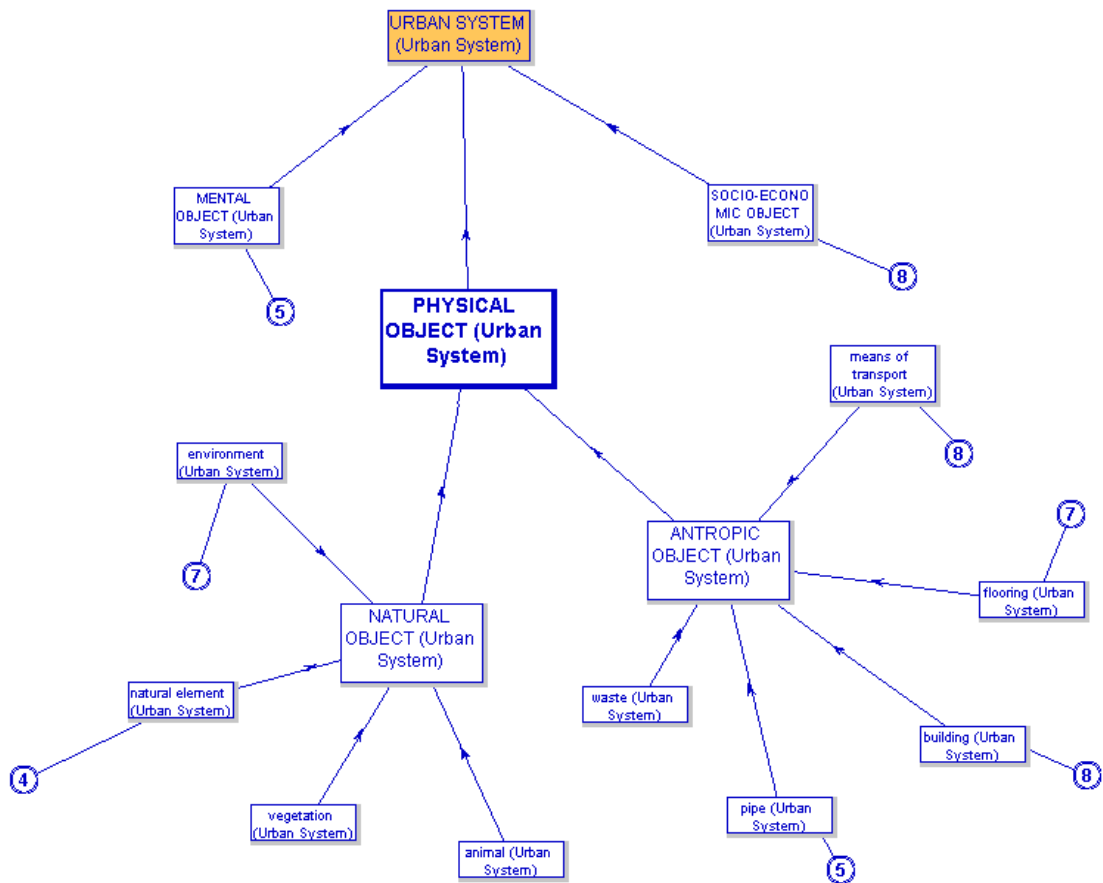 URBAN SYSTEM
(Urban System)
MENTAL
OBJECT (Urban
System)
SOCIO-ECONO
MIC OBJECT
(Urban System)
8
5
PHYSICAL
OBJECT (Urban
System)
means of
transport
(Urban System)
8
environment
(Urban System)
7
ANTROPIC
OBJECT (Urban
System)
7
flooring (Urban
System)
NATURAL
OBJECT (Urban
System)
natural element
(Urban System)
4
waste (Urban
System)
building (Urban
System)
8
vegetation
(Urban System)
pipe (Urban
System)
5
animal (Urban
System)